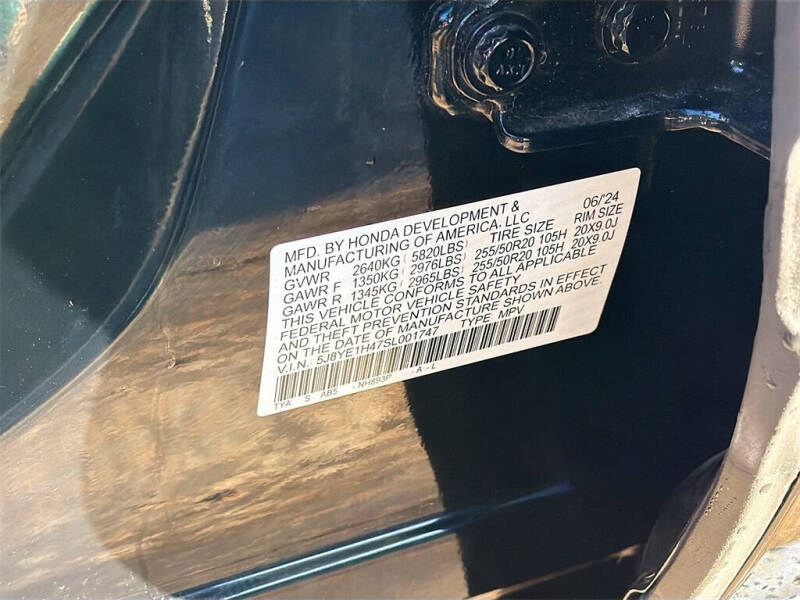 MFD. BY HONDA DEVELOPMENT & 06/'24
MANUFACTURING OF AMERICA, LLC TIRE SIZE RIM SIZE
GVWR 2640KG ( 5820LBS)
GAWR F 1350KG ( 2976LBS) 255/50R20 105H 20X9.0J
GAWR R 1345KG ( 2965LBS) 255/50R20 105H 20X9.0J
THIS VEHICLE CONFORMS TO ALL APPLICABLE
FEDERAL MOTOR VEHICLE SAFETY,
AND THEFT PREVENTION STANDARDS IN EFFECT
ON THE DATE OF MANUFACTURE SHOWN ABOVE.
V.I.N.: 5J8YE1H47SL001747 TYPE: MPV
TYA S AB5 -NH893P -A-L